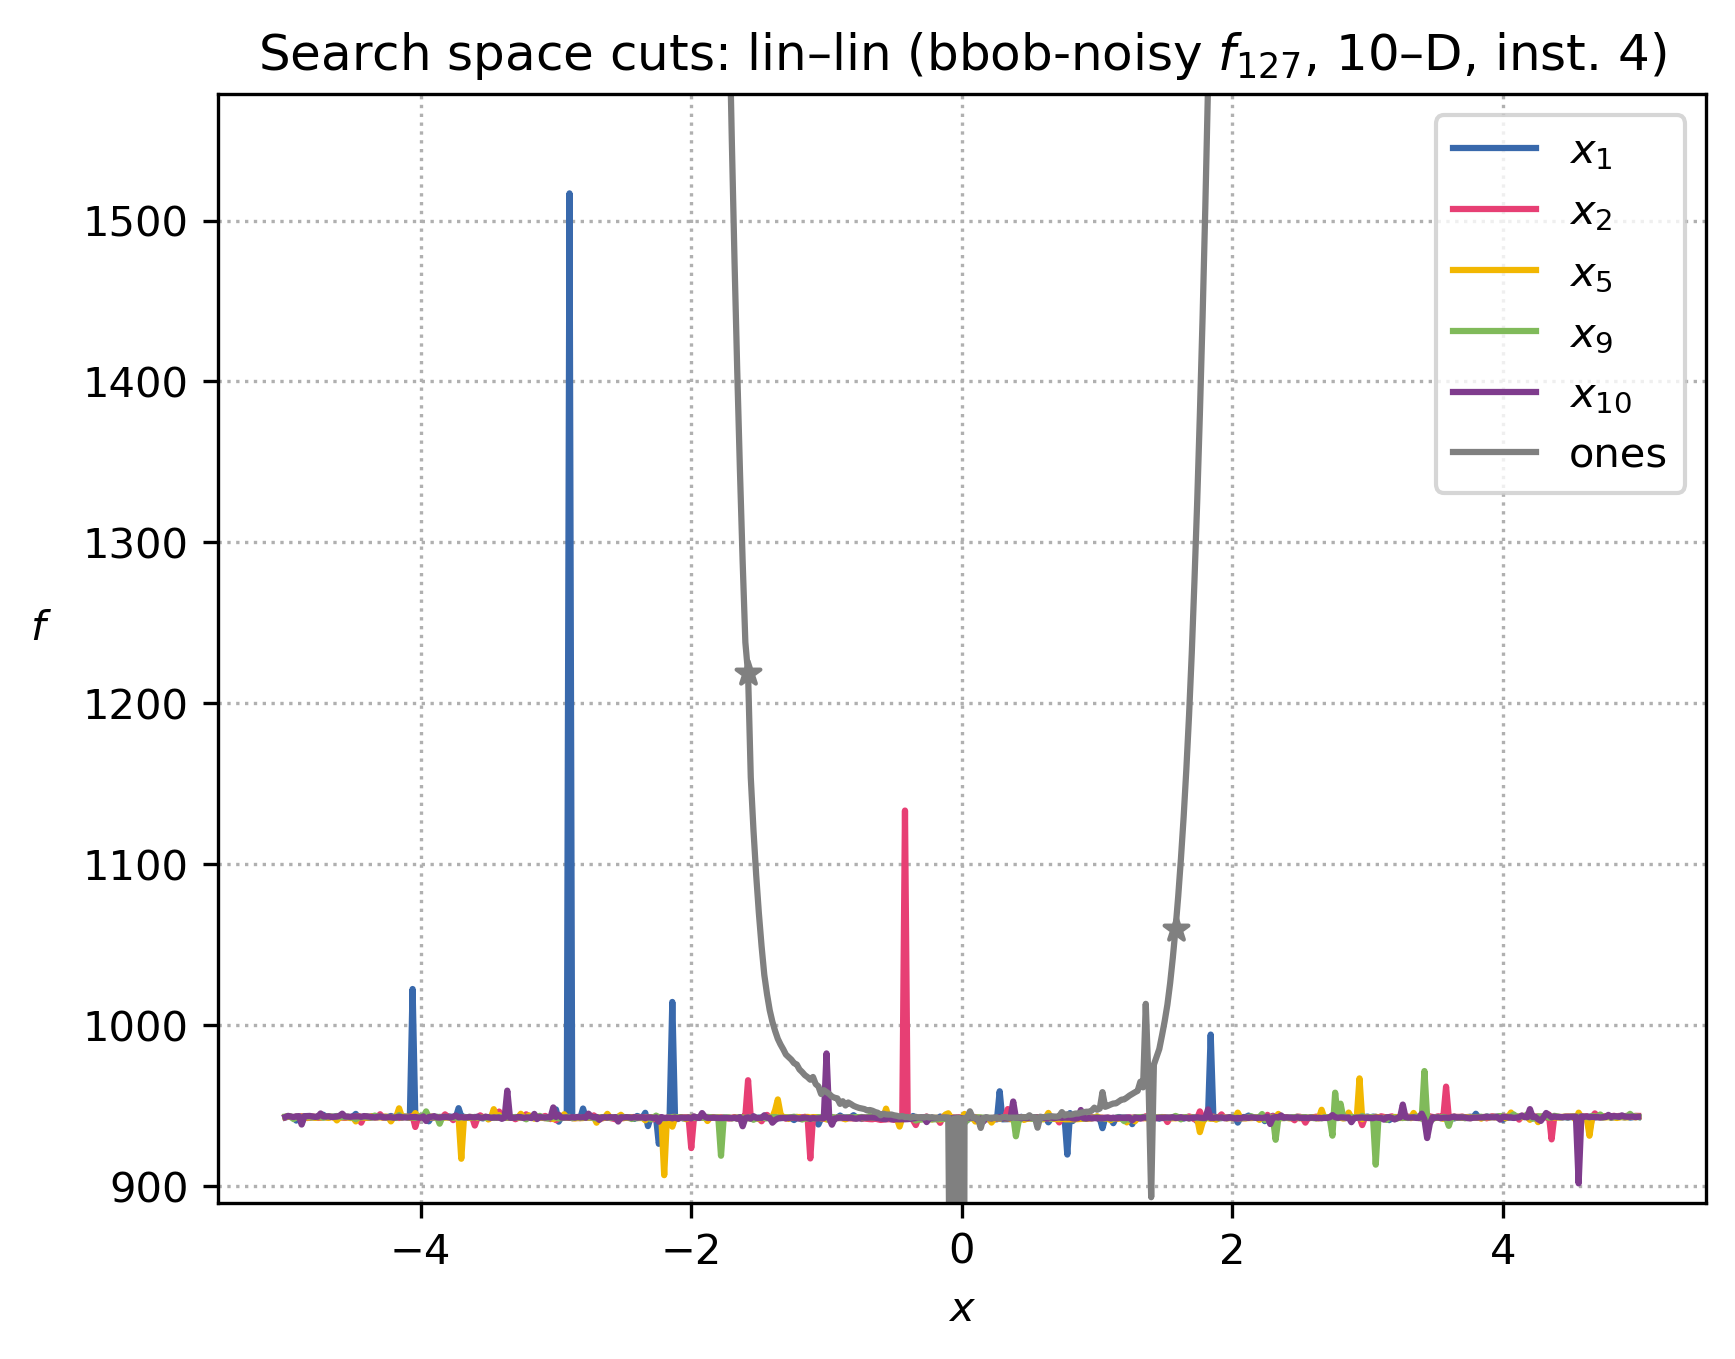 Search space cuts: lin–lin (bbob-noisy f₁₂₇, 10–D, inst. 4)
x₁
x₂
x₅
x₉
x₁₀
ones
f
1500
1400
1300
1200
1100
1000
900
−4
−2
0
2
4
x